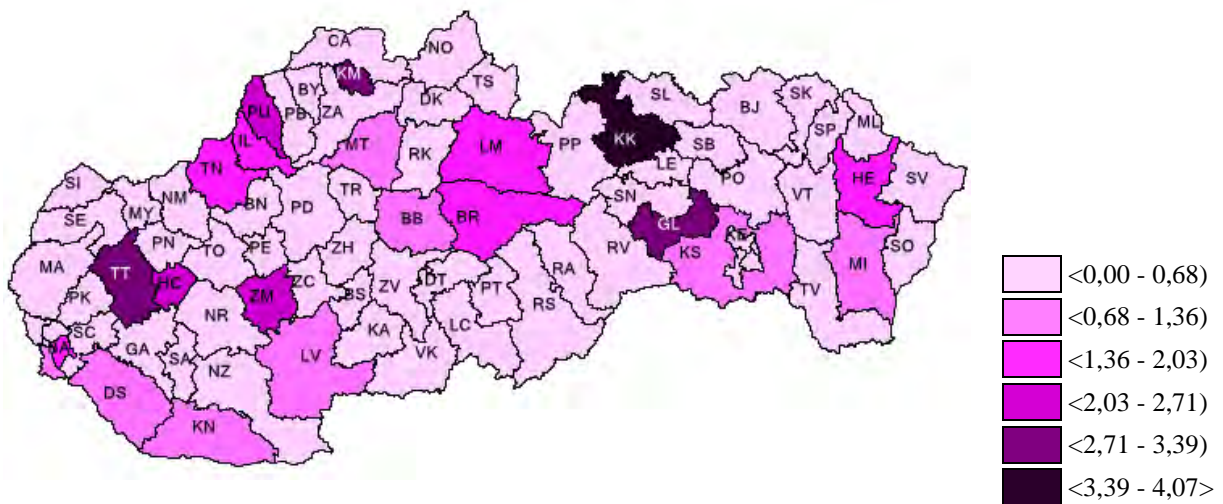 CA
NO
KM
TS
BY
PU
PB
ZA
DK
SL
BJ
SK
ML
SP
IL
MT
RK
LM
PP
KK
SB
LE
TN
HE
SV
SI
NM
BN
PD
TR
BB
BR
SN
PO
VT
SE
MY
PN
TO
PE
ZH
GL
KE
SO
MA
TT
HC
ZM
ZC
BS
ZV
DT
PT
RA
RV
KS
MI
TV
PK
NR
SC
GA
SA
NZ
LV
KA
VK
LC
RS
DS
KN
<0,00 - 0,68)
<0,68 - 1,36)
<1,36 - 2,03)
<2,03 - 2,71)
<2,71 - 3,39)
<3,39 - 4,07>